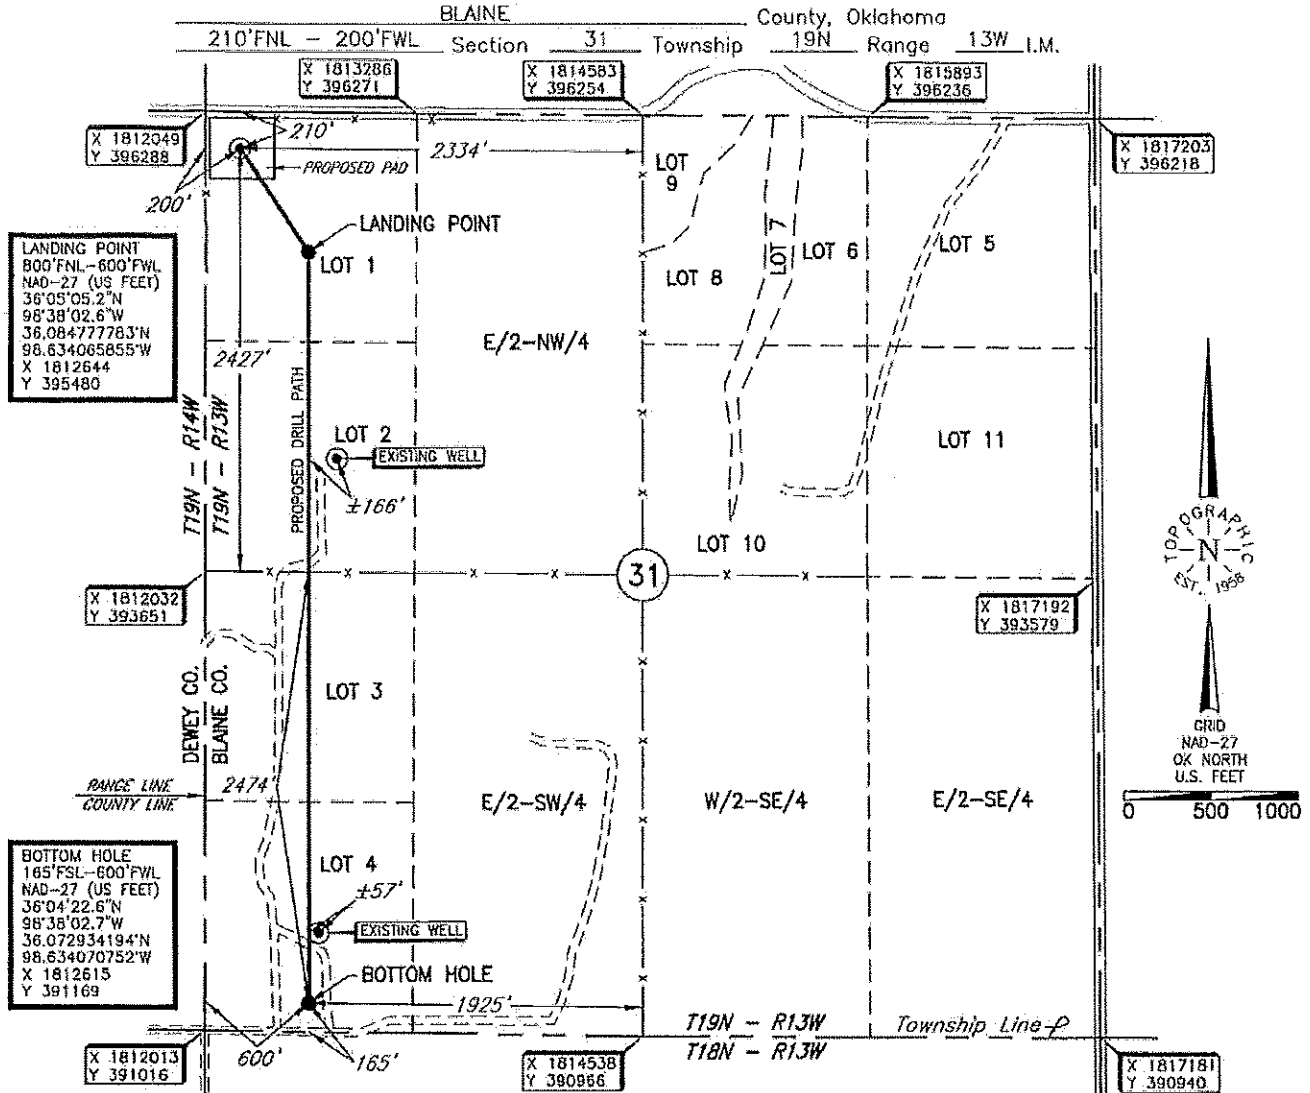 BLAINE County, Oklahoma
210'FNL - 200'FWL Section 31 Township 19N Range 13W I.M.
X 1813286
Y 396271
X 1814583
Y 396254
X 1815893
Y 396236
X 1812049
Y 396288
X 1817203
Y 396218
210'
2334'
PROPOSED PAD
200'
LOT 9
LANDING POINT
LOT 1
LOT 8
LOT 7
LOT 6
LOT 5
LANDING POINT
800'FNL-600'FWL
NAD-27 (US FEET)
36°05'05.2"N
98°38'02.6"W
36.084777783°N
98.634065855°W
X 1812644
Y 395480
2427'
E/2-NW/4
T19N - R14W
T19N - R13W
PROPOSED DRILL PATH
LOT 2
EXISTING WELL
±166'
LOT 11
LOT 10
31
TOPOGRAPHIC
N
EST. 1958
X 1812032
Y 393651
X 1817192
Y 393579
DEWEY CO.
BLAINE CO.
LOT 3
GRID
NAD-27
OK NORTH
U.S. FEET
0 500 1000
RANGE LINE
COUNTY LINE
2474'
E/2-SW/4
W/2-SE/4
E/2-SE/4
BOTTOM HOLE
165'FSL-600'FWL
NAD-27 (US FEET)
36°04'22.6"N
98°38'02.7"W
36.072934194°N
98.634070752°W
X 1812615
Y 391169
LOT 4
±57'
EXISTING WELL
BOTTOM HOLE
1925'
T19N - R13W
T18N - R13W
Township Line
600'
165'
X 1812013
Y 391016
X 1814538
Y 390966
X 1817181
Y 390940